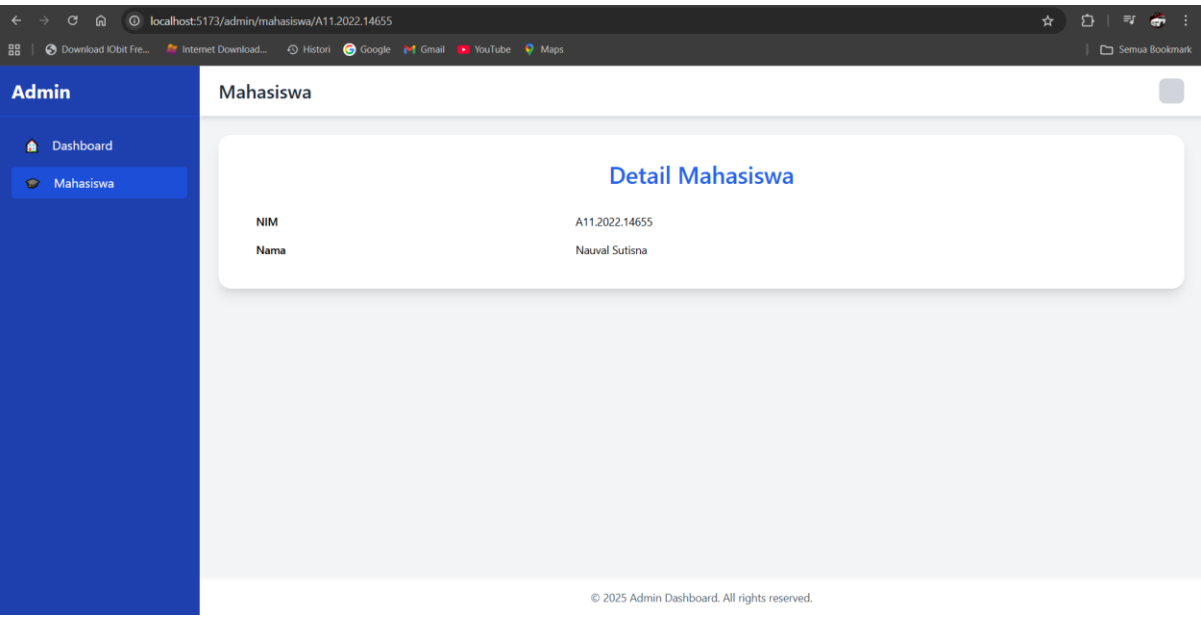 localhost:5173/admin/mahasiswa/A11.2022.14655
Download IObit Fre... Internet Download... Histori Google Gmail YouTube Maps Semua Bookmark
Admin
Mahasiswa
Dashboard
Mahasiswa
Detail Mahasiswa
NIM A11.2022.14655
Nama Nauval Sutisna
© 2025 Admin Dashboard. All rights reserved.